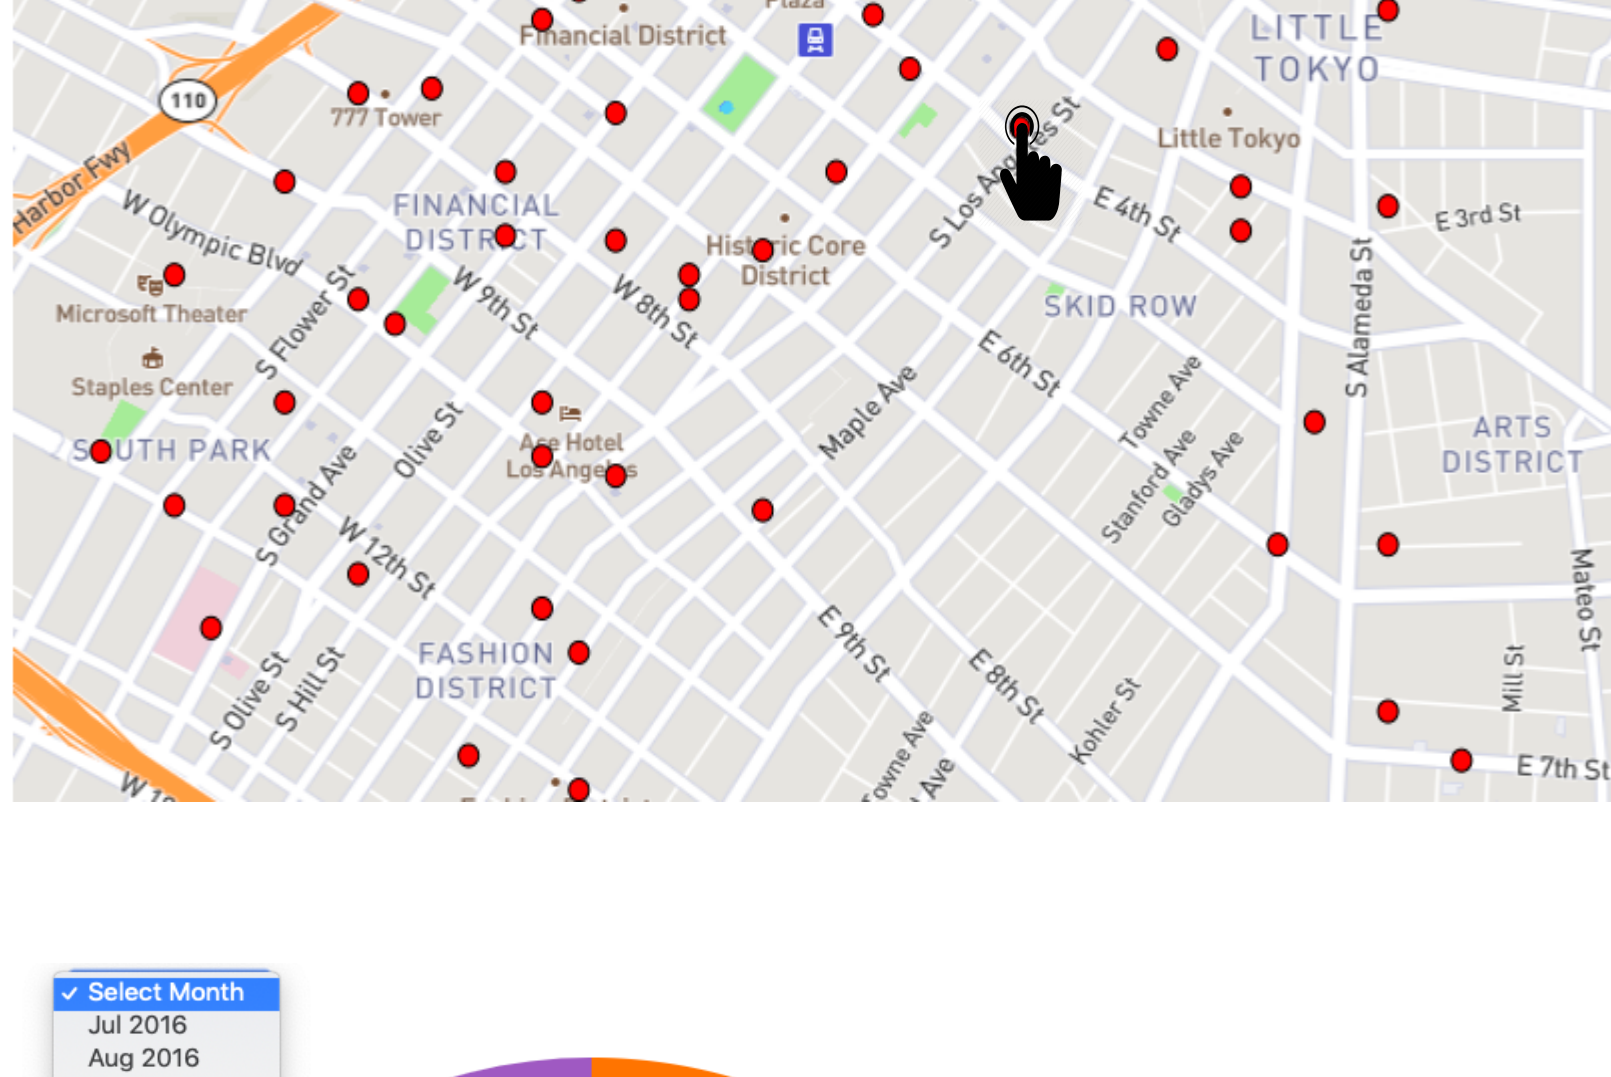 Plaza
Financial District
LITTLE
TOKYO
110
777 Tower
Little Tokyo
Harbor Fwy
W Olympic Blvd
FINANCIAL
DISTRICT
S Los Angeles St
E 4th St
E 3rd St
Historic Core
District
Microsoft Theater
W 9th St
W 8th St
SKID ROW
S Flower St
S Alameda St
E 6th St
Staples Center
Towne Ave
Maple Ave
SOUTH PARK
Olive St
Ace Hotel
Los Angeles
ARTS
DISTRICT
Stanford Ave
Gladys Ave
S Grand Ave
W 12th St
Mateo St
FASHION
DISTRICT
E 9th St
E 8th St
S Olive St
S Hill St
Kohler St
Mill St
Towne Ave
Ave
E 7th St
✓ Select Month
Jul 2016
Aug 2016